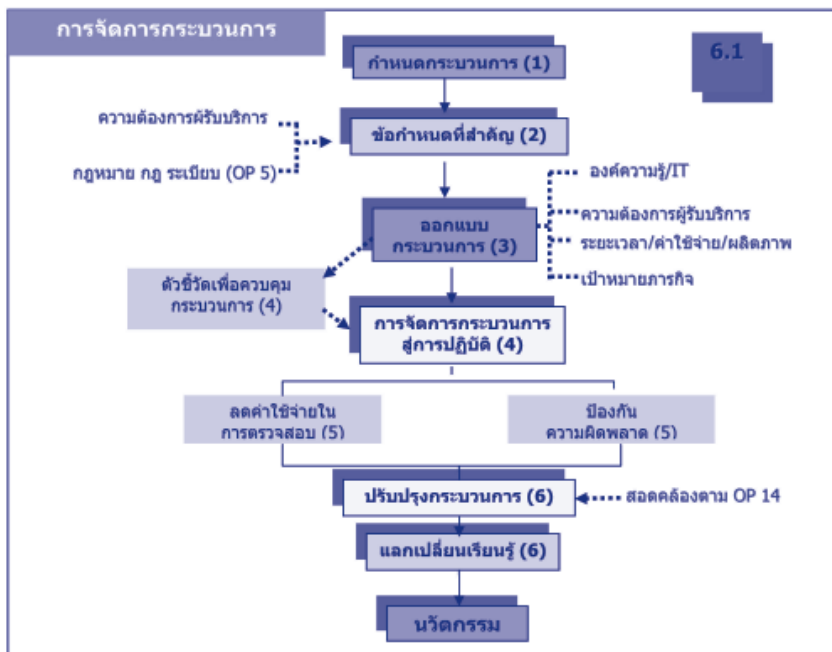 การจัดการกระบวนการ
6.1
กำหนดกระบวนการ (1)
ความต้องการผู้รับบริการ
ข้อกำหนดที่สำคัญ (2)
กฎหมาย กฎ ระเบียบ (OP 5)
องค์ความรู้/IT
ออกแบบ
กระบวนการ (3)
ความต้องการผู้รับบริการ
ระยะเวลา/ค่าใช้จ่าย/ผลิตภาพ
เป้าหมายภารกิจ
ตัวชี้วัดเพื่อควบคุม
กระบวนการ (4)
การจัดการกระบวนการ
สู่การปฏิบัติ (4)
ลดค่าใช้จ่ายใน
การตรวจสอบ (5)
ป้องกัน
ความผิดพลาด (5)
ปรับปรุงกระบวนการ (6)
สอดคล้องตาม OP 14
แลกเปลี่ยนเรียนรู้ (6)
นวัตกรรม